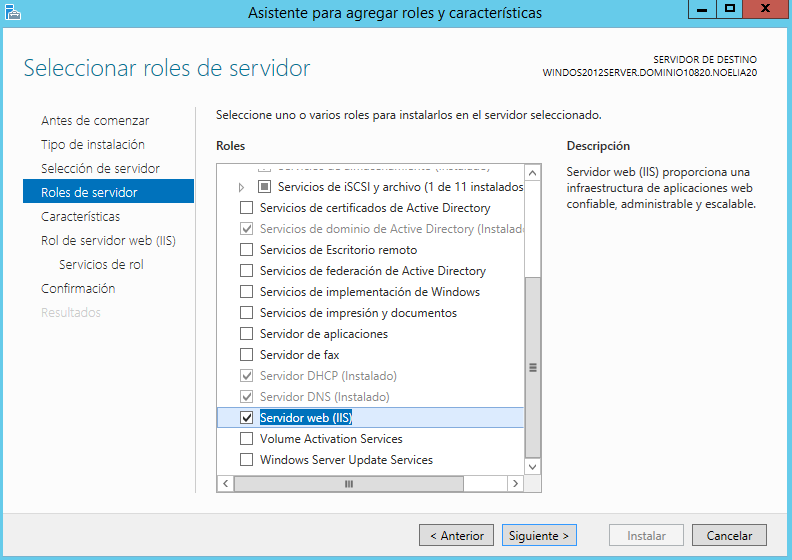 Asistente para agregar roles y características
Seleccionar roles de servidor
SERVIDOR DE DESTINO
WINDOS2012SERVER.DOMINIO10820.NOELIA20
Antes de comenzar
Tipo de instalación
Selección de servidor
Roles de servidor
Características
Rol de servidor web (IIS)
Servicios de rol
Confirmación
Resultados
Seleccione uno o varios roles para instalarlos en el servidor seleccionado.
Roles
Servicios de iSCSI y archivo (1 de 11 instalados
Servicios de certificados de Active Directory
Servicios de dominio de Active Directory (Instalado
Servicios de Escritorio remoto
Servicios de federación de Active Directory
Servicios de implementación de Windows
Servicios de impresión y documentos
Servidor de aplicaciones
Servidor de fax
Servidor DHCP (Instalado)
Servidor DNS (Instalado)
Servidor web (IIS)
Volume Activation Services
Windows Server Update Services
Descripción
Servidor web (IIS) proporciona una
infraestructura de aplicaciones web
confiable, administrable y escalable.
< Anterior
Siguiente >
Instalar
Cancelar